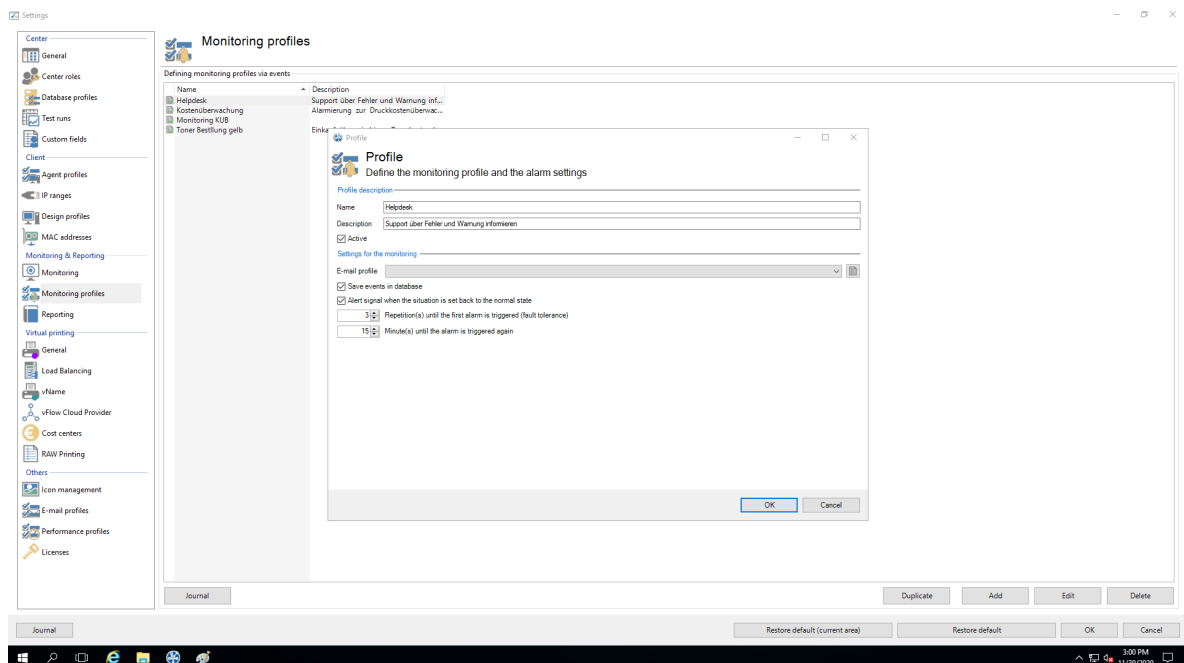 Settings
Center
General
Center roles
Database profiles
Test runs
Custom fields
Client
Agent profiles
IP ranges
Design profiles
MAC addresses
Monitoring & Reporting
Monitoring
Monitoring profiles
Reporting
Virtual printing
General
Load Balancing
vName
vFlow Cloud Provider
Cost centers
RAW Printing
Others
Icon management
E-mail profiles
Performance profiles
Licenses
Monitoring profiles
Defining monitoring profiles via events
Name Description
Helpdesk Support über Fehler und Warnung inf...
Kostenüberwachung Alarmierung zur Druckkostenüberwac...
Monitoring KUB
Toner Bestllung gelb
Profile
Profile
Define the monitoring profile and the alarm settings
Profile description
Name Helpdesk
Description Support über Fehler und Warnung informieren
Active
Settings for the monitoring
E-mail profile
Save events in database
Alert signal when the situation is set back to the normal state
3 Repetition(s) until the first alarm is triggered (fault tolerance)
15 Minute(s) until the alarm is triggered again
OK Cancel
Journal Duplicate Add Edit Delete
Journal Restore default (current area) Restore default OK Cancel
3:00 PM